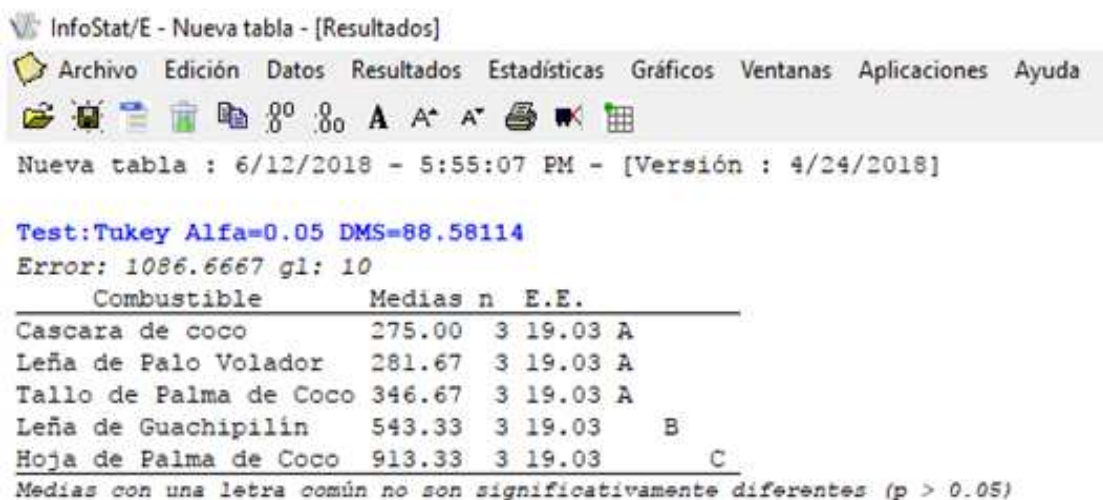 InfoStat/E - Nueva tabla - [Resultados]
Archivo Edición Datos Resultados Estadísticas Gráficos Ventanas Aplicaciones Ayuda
Nueva tabla : 6/12/2018 - 5:55:07 PM - [Versión : 4/24/2018]
Test:Tukey Alfa=0.05 DMS=88.58114
Error: 1086.6667 gl: 10
Combustible Medias n E.E.
Cascara de coco 275.00 3 19.03 A
Leña de Palo Volador 281.67 3 19.03 A
Tallo de Palma de Coco 346.67 3 19.03 A
Leña de Guachipilín 543.33 3 19.03 B
Hoja de Palma de Coco 913.33 3 19.03 C
Medias con una letra común no son significativamente diferentes (p > 0.05)